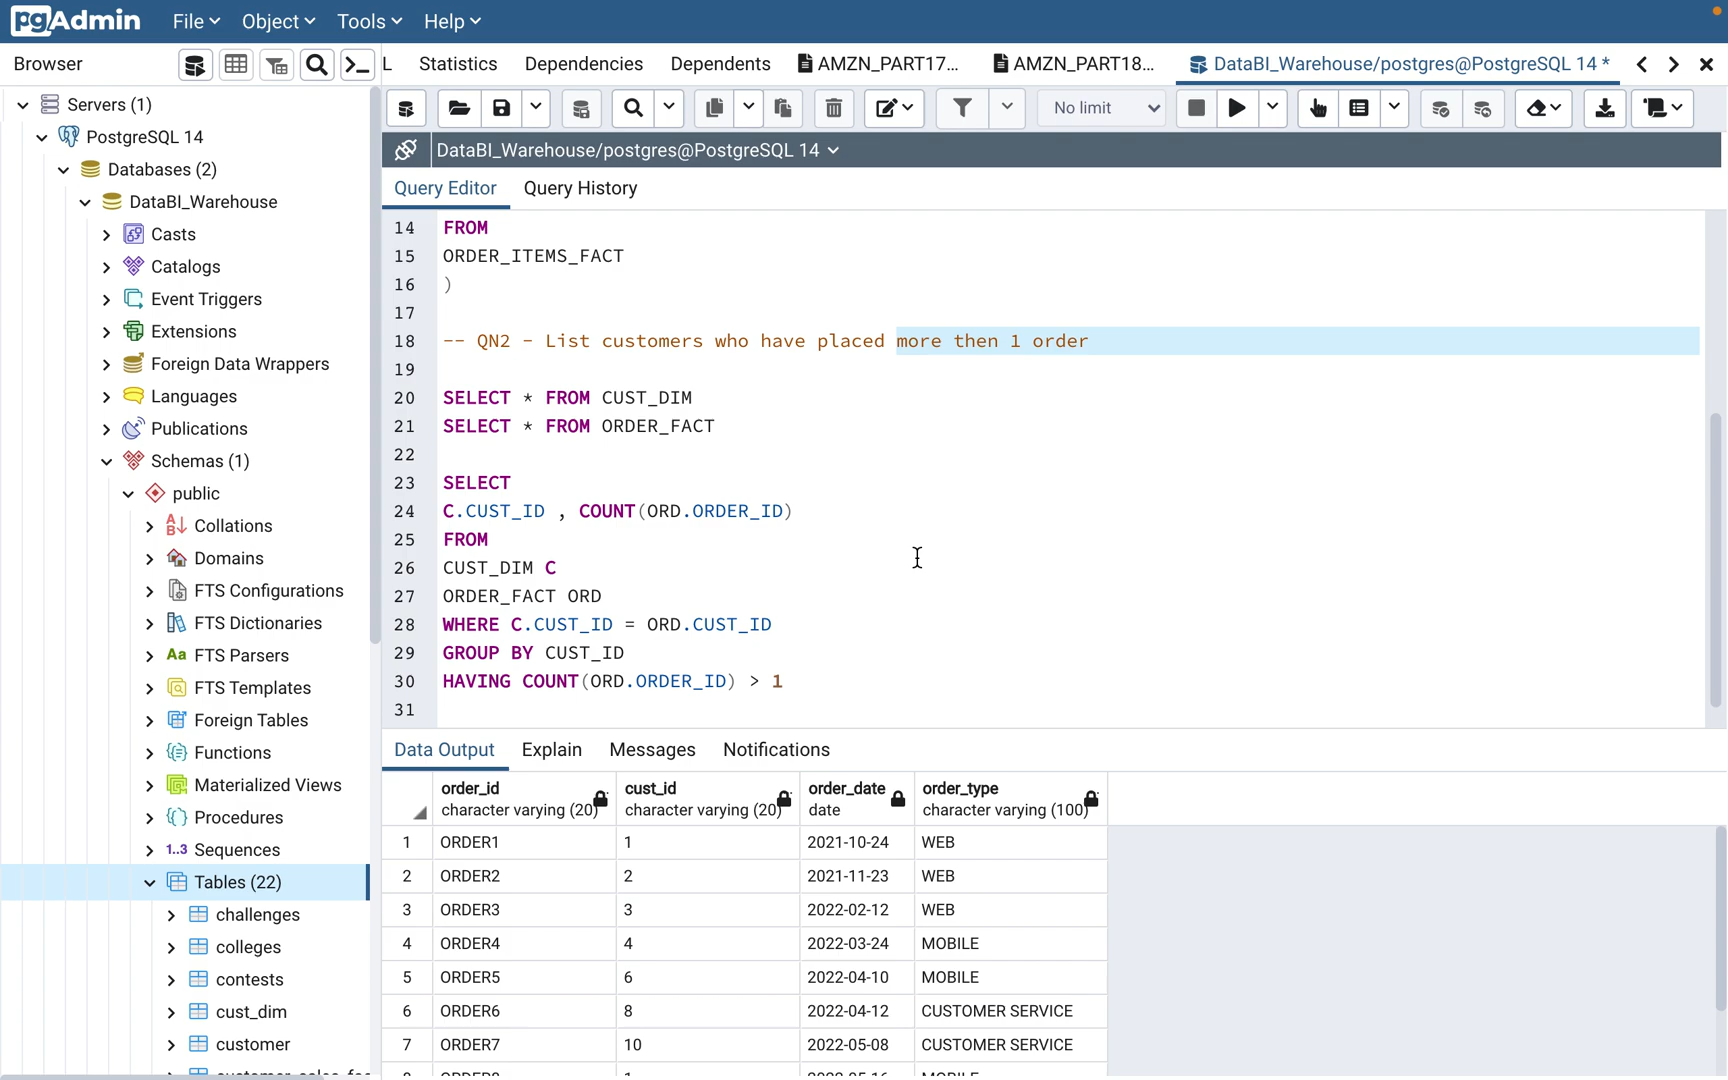 pgAdmin File Object Tools Help
Browser
L Statistics Dependencies Dependents AMZN_PART17... AMZN_PART18... DataBI_Warehouse/postgres@PostgreSQL 14 *
No limit
DataBI_Warehouse/postgres@PostgreSQL 14
Query Editor Query History
Servers (1)
PostgreSQL 14
Databases (2)
DataBI_Warehouse
Casts
Catalogs
Event Triggers
Extensions
Foreign Data Wrappers
Languages
Publications
Schemas (1)
public
Collations
Domains
FTS Configurations
FTS Dictionaries
Aa FTS Parsers
FTS Templates
Foreign Tables
Functions
Materialized Views
Procedures
1..3 Sequences
Tables (22)
challenges
colleges
contests
cust_dim
customer
14 FROM
15 ORDER_ITEMS_FACT
16 )
17
18 -- QN2 - List customers who have placed more then 1 order
19
20 SELECT * FROM CUST_DIM
21 SELECT * FROM ORDER_FACT
22
23 SELECT
24 C.CUST_ID , COUNT(ORD.ORDER_ID)
25 FROM
26 CUST_DIM C
27 ORDER_FACT ORD
28 WHERE C.CUST_ID = ORD.CUST_ID
29 GROUP BY CUST_ID
30 HAVING COUNT(ORD.ORDER_ID) > 1
31
Data Output Explain Messages Notifications
order_id cust_id order_date order_type
character varying (20) character varying (20) date character varying (100)
1 ORDER1 1 2021-10-24 WEB
2 ORDER2 2 2021-11-23 WEB
3 ORDER3 3 2022-02-12 WEB
4 ORDER4 4 2022-03-24 MOBILE
5 ORDER5 6 2022-04-10 MOBILE
6 ORDER6 8 2022-04-12 CUSTOMER SERVICE
7 ORDER7 10 2022-05-08 CUSTOMER SERVICE